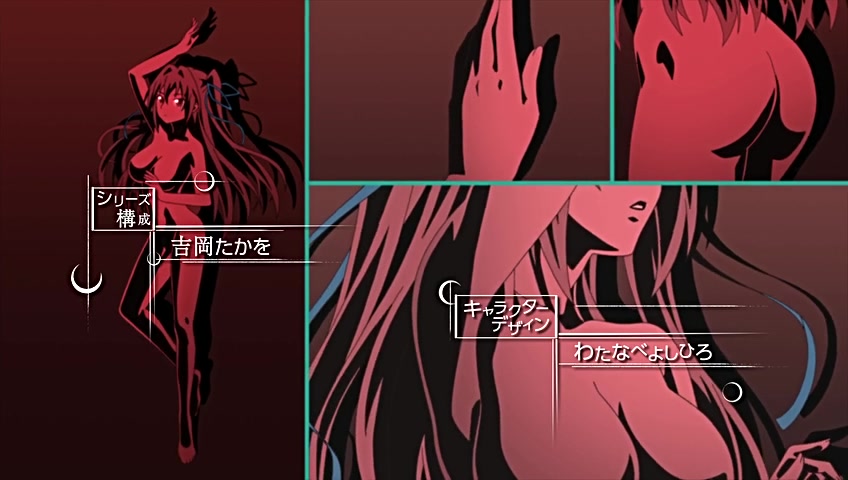 シリーズ
構成
吉岡たかを
キャラクター
デザイン
わたなべよしひろ